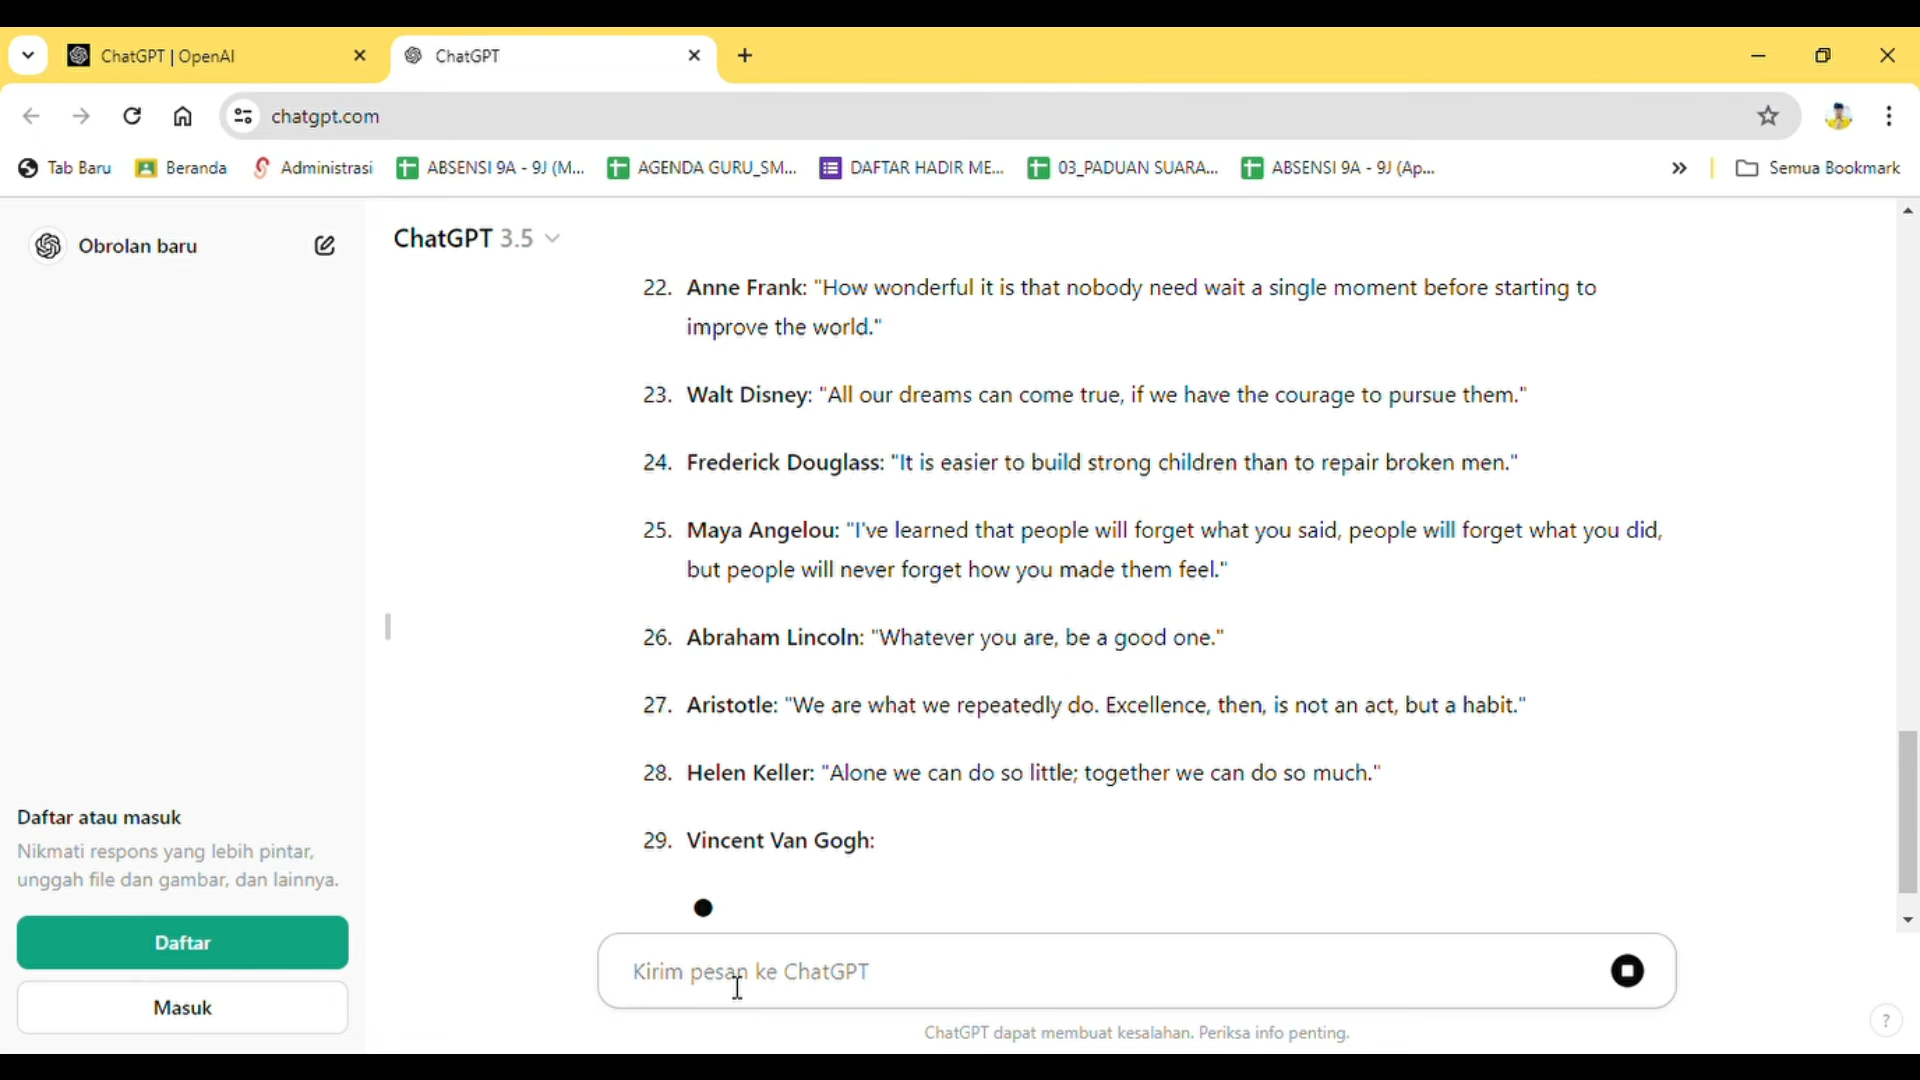 ChatGPT | OpenAI
ChatGPT
chatgpt.com
Tab Baru
Beranda
Administrasi
ABSENSI 9A - 9J (M...
AGENDA GURU_SM...
DAFTAR HADIR ME...
03_PADUAN SUARA...
ABSENSI 9A - 9J (Ap...
Semua Bookmark
Obrolan baru
ChatGPT 3.5
22. Anne Frank: "How wonderful it is that nobody need wait a single moment before starting to
improve the world."
23. Walt Disney: "All our dreams can come true, if we have the courage to pursue them."
24. Frederick Douglass: "It is easier to build strong children than to repair broken men."
25. Maya Angelou: "I've learned that people will forget what you said, people will forget what you did,
but people will never forget how you made them feel."
26. Abraham Lincoln: "Whatever you are, be a good one."
27. Aristotle: "We are what we repeatedly do. Excellence, then, is not an act, but a habit."
28. Helen Keller: "Alone we can do so little; together we can do so much."
29. Vincent Van Gogh:
Daftar atau masuk
Nikmati respons yang lebih pintar,
unggah file dan gambar, dan lainnya.
Daftar
Masuk
Kirim pesan ke ChatGPT
ChatGPT dapat membuat kesalahan. Periksa info penting.
?